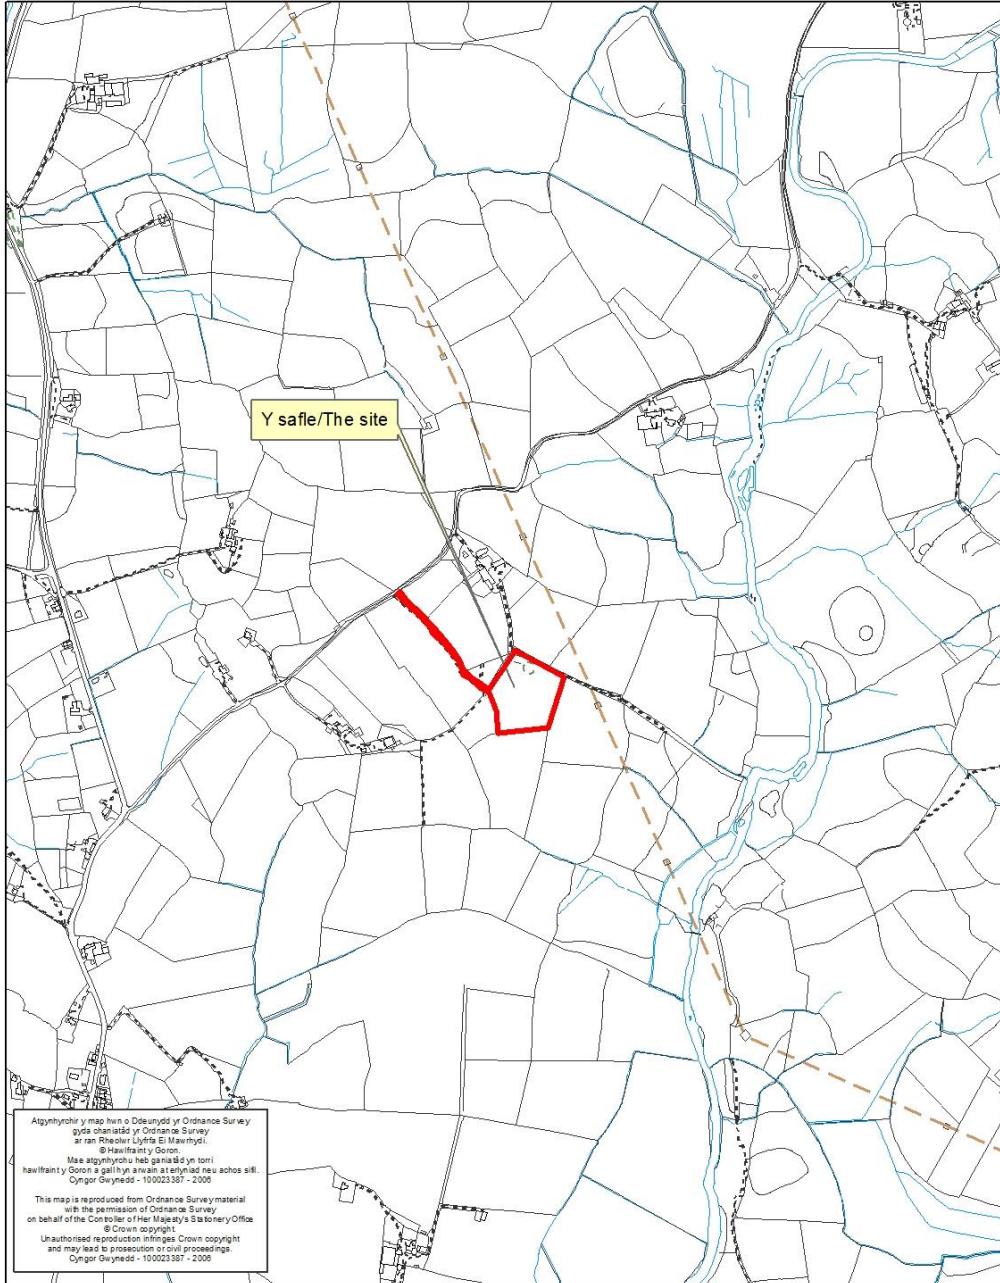 Y safle/The site
Atgynhyrchir y map hwn o Ddeunydd yr Ordnance Survey
gyda chaniatâd yr Ordnance Survey
ar ran Rheolwr Llyfrfa Ei Mawrhydi.
© Hawlfraint y Goron.
Mae atgynhyrchu heb ganiatâd yn torri
hawlfraint y Goron a gall hyn arwain at erlyniad neu achos sifil.
Cyngor Gwynedd - 100023387 - 2006
This map is reproduced from Ordnance Survey material
with the permission of Ordnance Survey
on behalf of the Controller of Her Majesty's Stationery Office
© Crown copyright.
Unauthorised reproduction infringes Crown copyright
and may lead to prosecution or civil proceedings.
Cyngor Gwynedd - 100023387 - 2006